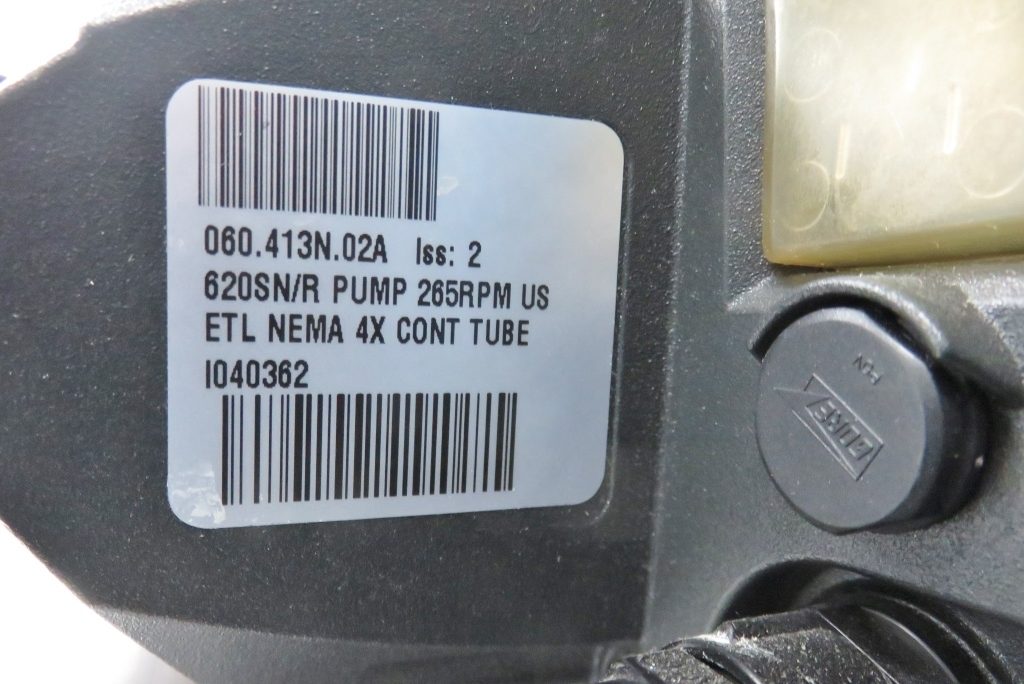 060.413N.02A Iss: 2
620SN/R PUMP 265RPM US
ETL NEMA 4X CONT TUBE
I040362